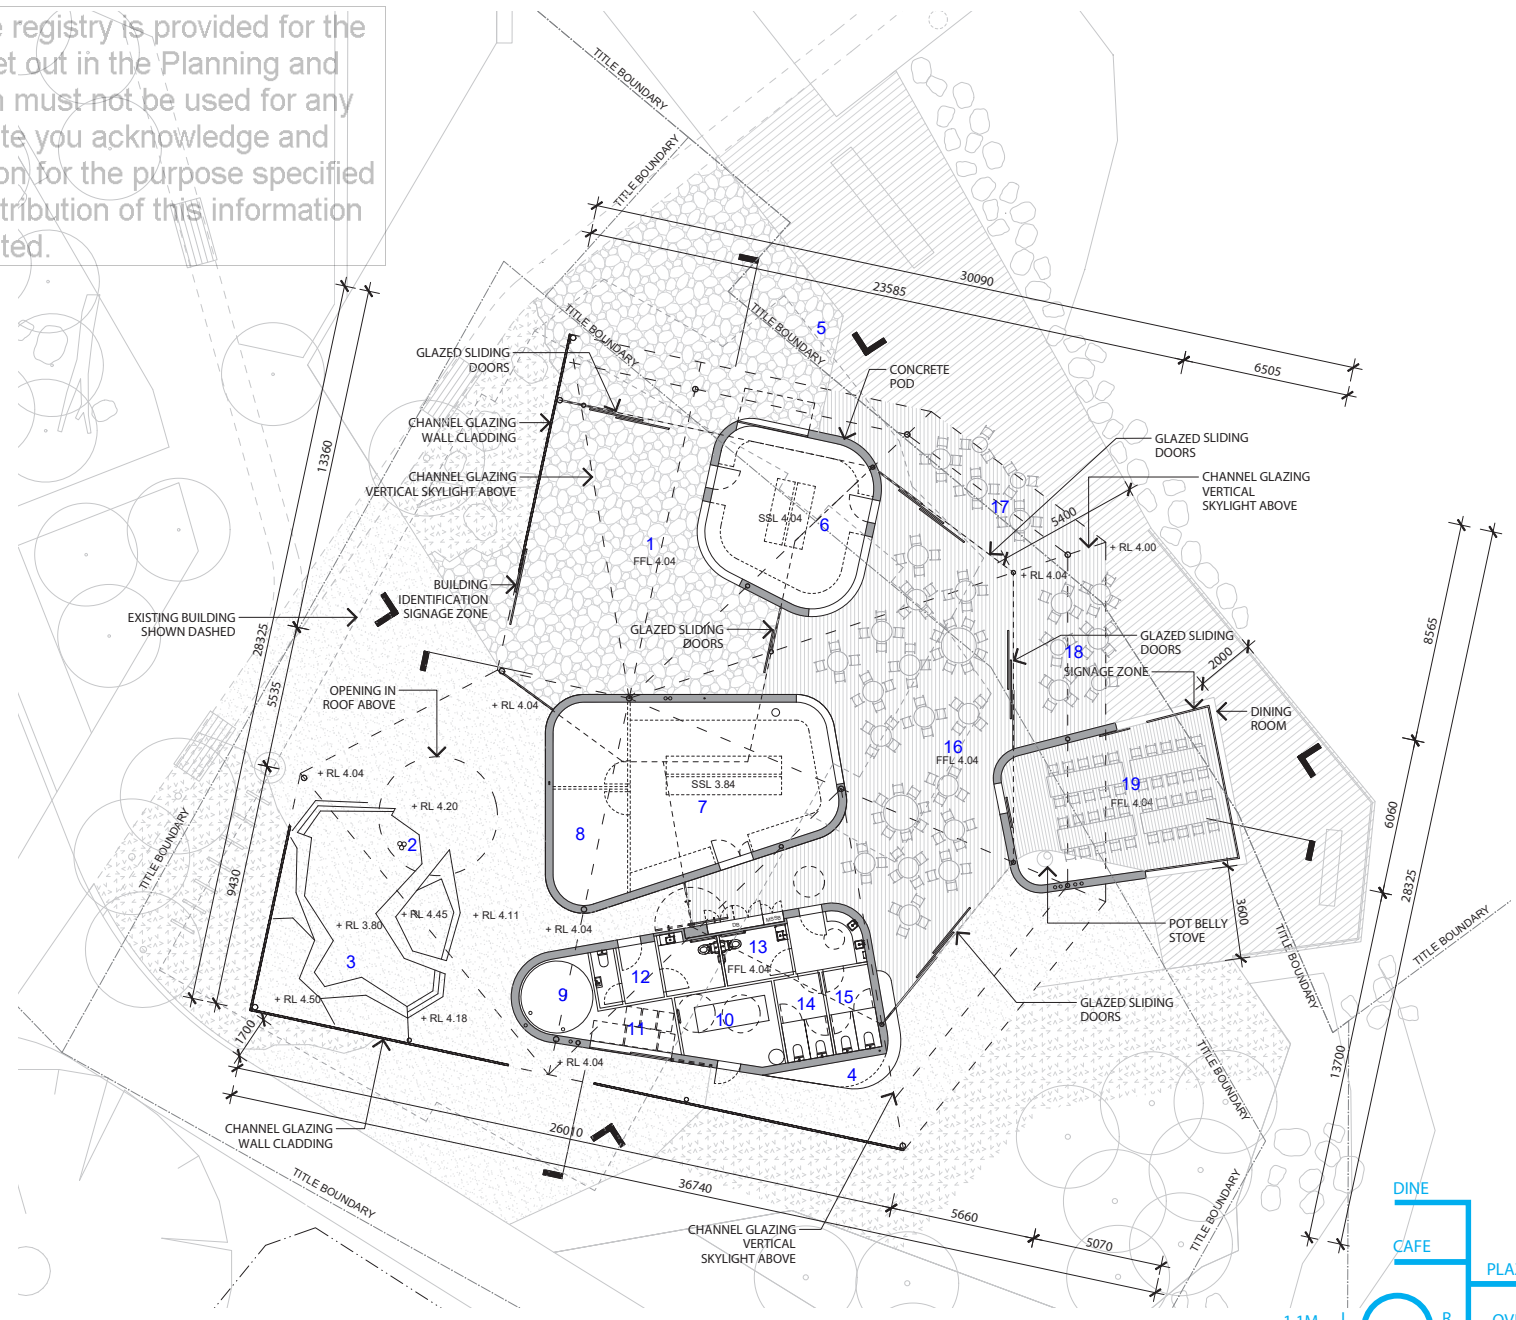 e registry is provided for the
et out in the Planning and
n must not be used for any
te you acknowledge and
on for the purpose specified
tribution of this information
ted.
TITLE BOUNDARY
TITLE BOUNDARY
30090
23585
6505
TITLE BOUNDARY
TITLE BOUNDARY
5
GLAZED SLIDING
DOORS
CONCRETE
POD
CHANNEL GLAZING
WALL CLADDING
CHANNEL GLAZING
VERTICAL SKYLIGHT ABOVE
GLAZED SLIDING
DOORS
CHANNEL GLAZING
VERTICAL
SKYLIGHT ABOVE
13360
17
5400
SSL 4.04
6
1
FFL 4.04
+ RL 4.00
+ RL 4.04
BUILDING
IDENTIFICATION
SIGNAGE ZONE
EXISTING BUILDING
SHOWN DASHED
28325
5535
GLAZED SLIDING
DOORS
GLAZED SLIDING
DOORS
18
SIGNAGE ZONE
2000
8565
OPENING IN
ROOF ABOVE
+ RL 4.04
DINING
ROOM
16
FFL 4.04
+ RL 4.04
+ RL 4.20
SSL 3.84
7
8
19
FFL 4.04
6060
2
TITLE BOUNDARY
9430
28325
+ RL 3.80
+ RL 4.45
+ RL 4.11
+ RL 4.04
3
POT BELLY
STOVE
3600
TITLE BOUNDARY
TITLE BOUNDARY
DB
MSB
13
FFL 4.04
12
9
10
11
14
15
+ RL 4.50
+ RL 4.18
1700
GLAZED SLIDING
DOORS
+ RL 4.04
4
13700
TITLE BOUNDARY
CHANNEL GLAZING
WALL CLADDING
26010
36740
TITLE BOUNDARY
5660
5070
TITLE BOUNDARY
CHANNEL GLAZING
VERTICAL
SKYLIGHT ABOVE
DINE
CAFE